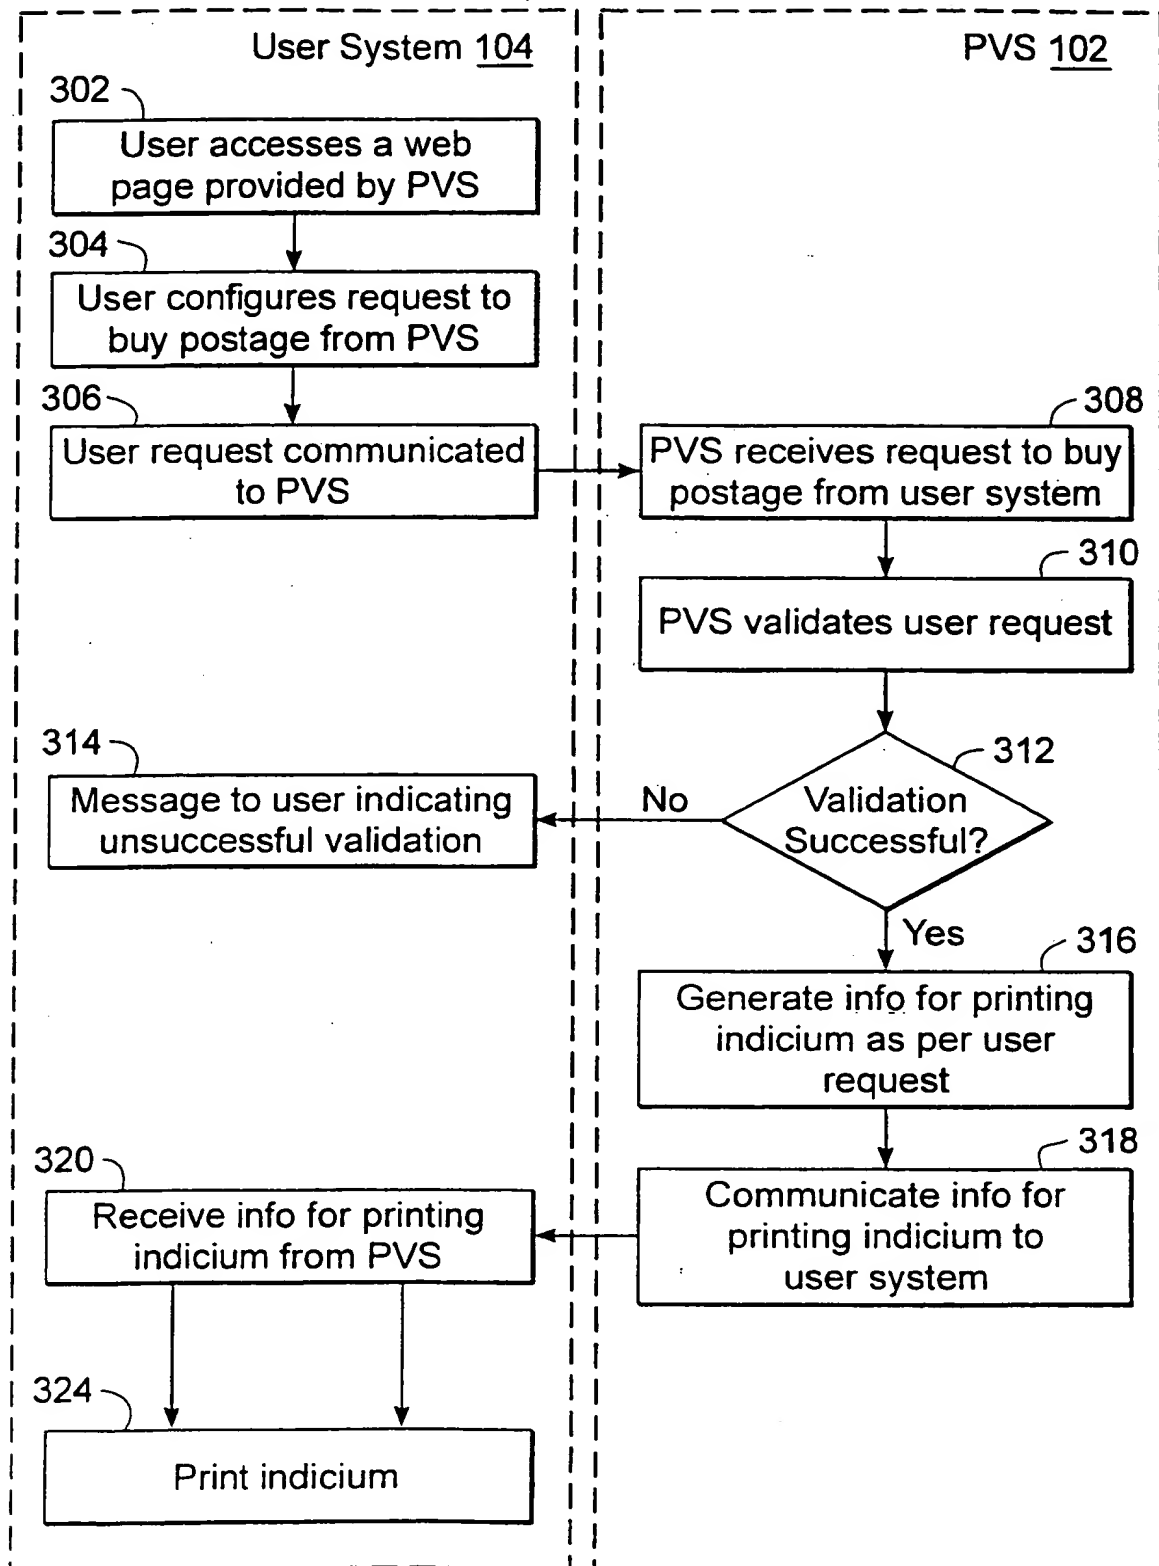 User System 104
PVS 102
302
User accesses a web
page provided by PVS
304
User configures request to
buy postage from PVS
306
User request communicated
to PVS
308
PVS receives request to buy
postage from user system
310
PVS validates user request
312
Validation
Successful?
No
314
Message to user indicating
unsuccessful validation
Yes
316
Generate info for printing
indicium as per user
request
318
Communicate info for
printing indicium to
user system
320
Receive info for printing
indicium from PVS
324
Print indicium